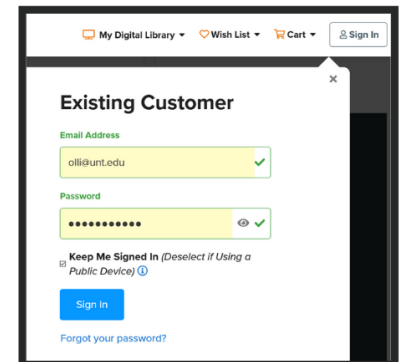 My Digital Library Wish List Cart Sign In
Existing Customer
Email Address
olli@unt.edu
Password
Keep Me Signed In (Deselect if Using a
Public Device)
Sign In
Forgot your password?